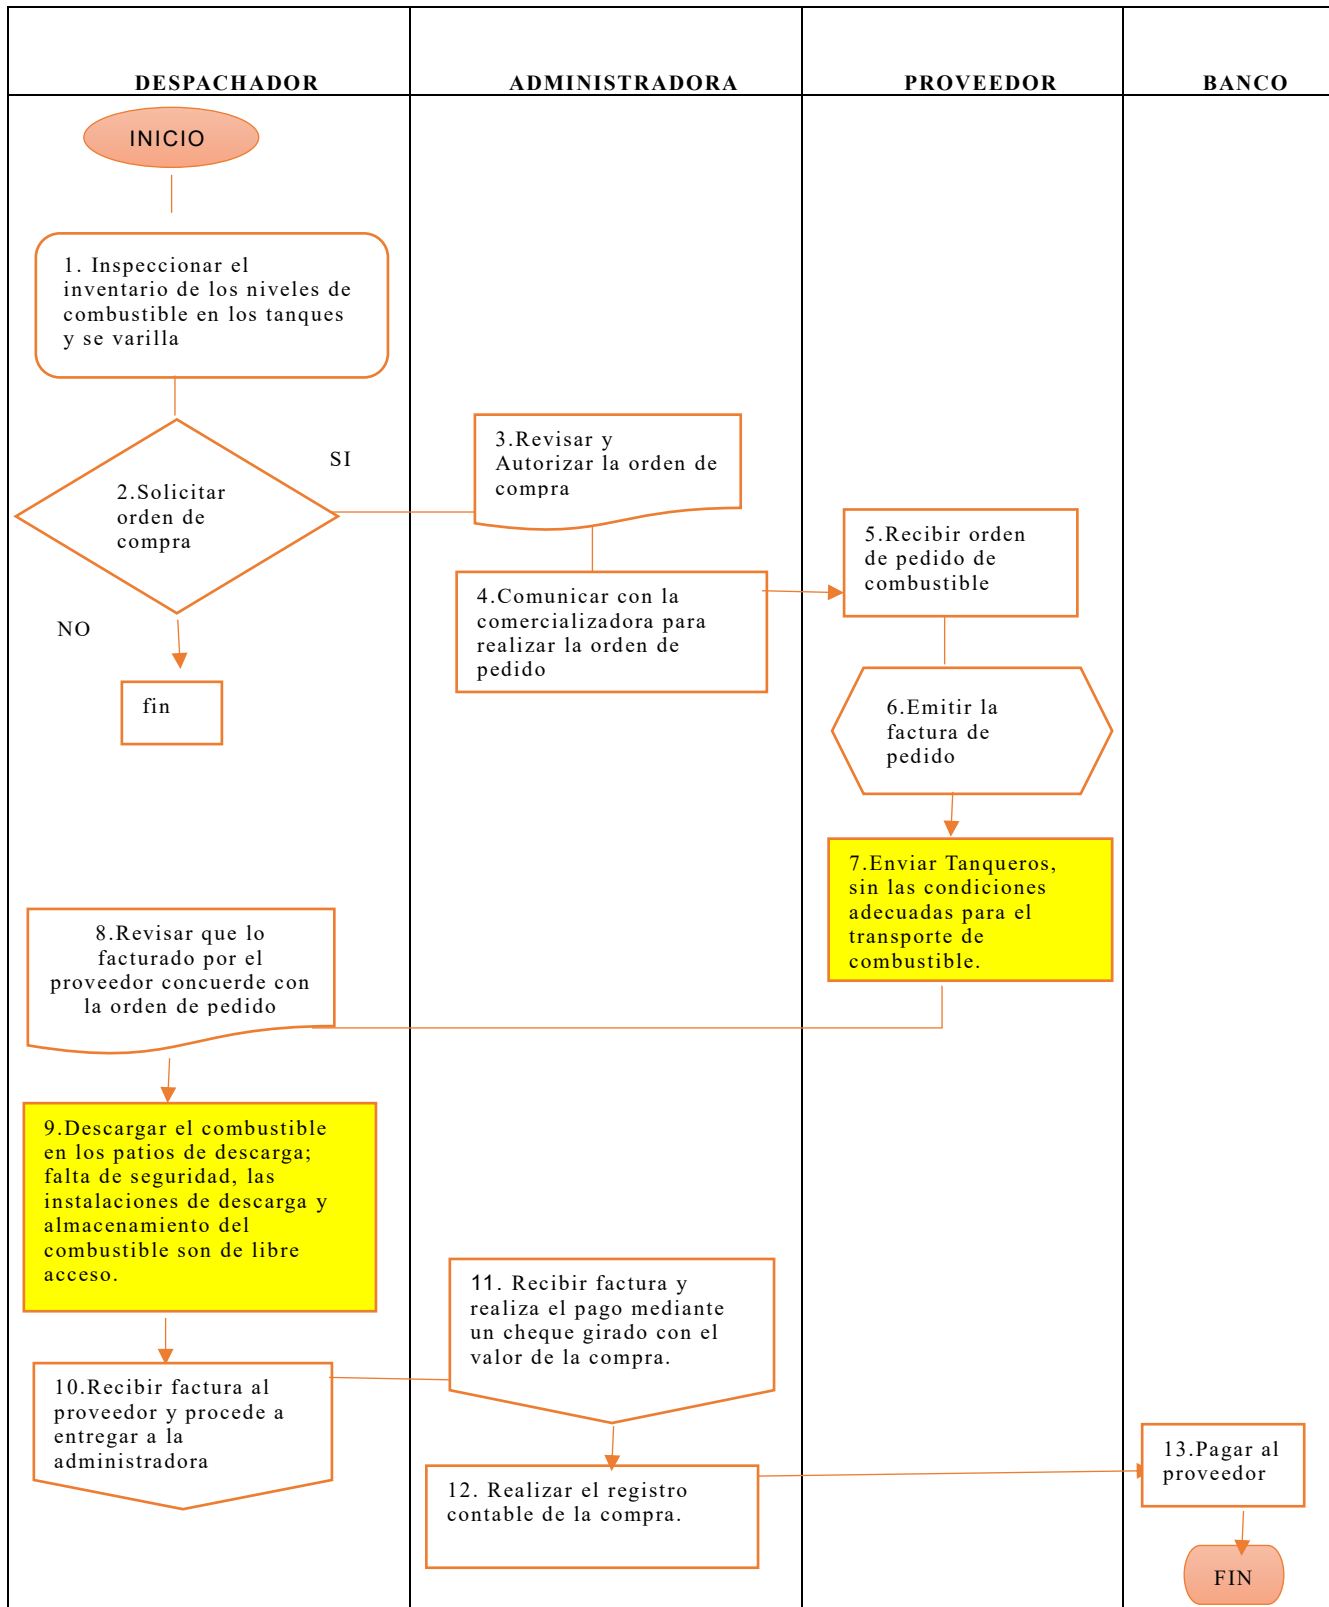 DESPACHADOR
ADMINISTRADORA
PROVEEDOR
BANCO
INICIO
1. Inspeccionar el
inventario de los niveles de
combustible en los tanques
y se varilla
SI
2.Solicitar
orden de
compra
NO
fin
3.Revisar y
Autorizar la orden de
compra
4.Comunicar con la
comercializadora para
realizar la orden de
pedido
5.Recibir orden
de pedido de
combustible
6.Emitir la
factura de
pedido
7.Enviar Tanqueros,
sin las condiciones
adecuadas para el
transporte de
combustible.
8.Revisar que lo
facturado por el
proveedor concuerde con
la orden de pedido
9.Descargar el combustible
en los patios de descarga;
falta de seguridad, las
instalaciones de descarga y
almacenamiento del
combustible son de libre
acceso.
10.Recibir factura al
proveedor y procede a
entregar a la
administradora
11. Recibir factura y
realiza el pago mediante
un cheque girado con el
valor de la compra.
12. Realizar el registro
contable de la compra.
13.Pagar al
proveedor
FIN